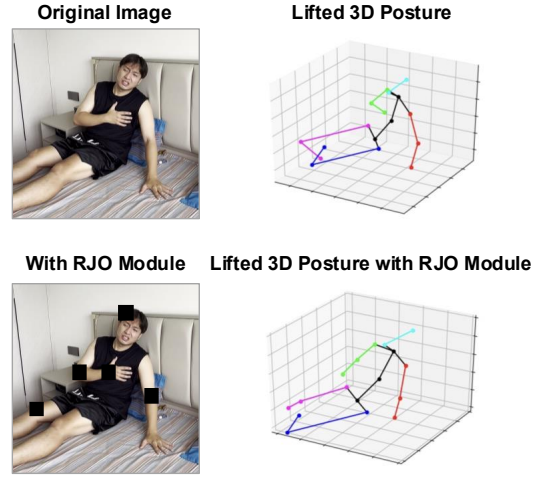 Original Image
Lifted 3D Posture
With RJO Module
Lifted 3D Posture with RJO Module